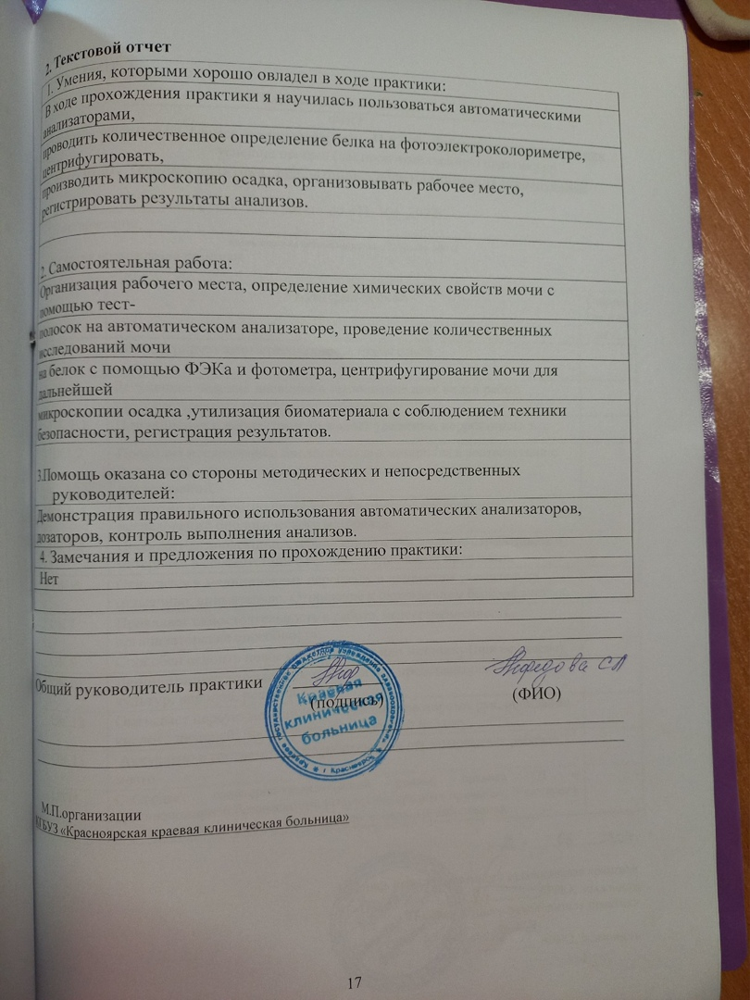 2. Текстовой отчет
1. Умения, которыми хорошо овладел в ходе практики:
В ходе прохождения практики я научилась пользоваться автоматическими
анализаторами,
проводить количественное определение белка на фотоэлектроколориметре,
центрифугировать,
производить микроскопию осадка, организовывать рабочее место,
регистрировать результаты анализов.
2. Самостоятельная работа:
Организация рабочего места, определение химических свойств мочи с
помощью тест-
полосок на автоматическом анализаторе, проведение количественных
исследований мочи
на белок с помощью ФЭКа и фотометра, центрифугирование мочи для
дальнейшей
микроскопии осадка ,утилизация биоматериала с соблюдением техники
безопасности, регистрация результатов.
3.Помощь оказана со стороны методических и непосредственных
руководителей:
Демонстрация правильного использования автоматических анализаторов,
дозаторов, контроль выполнения анализов.
4. Замечания и предложения по прохождению практики:
Нет
Общий руководитель практики
(подпись)
(ФИО)
Краевая
клиническая
больница
г Красноярск
М.П.организации
КГБУЗ «Красноярская краевая клиническая больница»
17